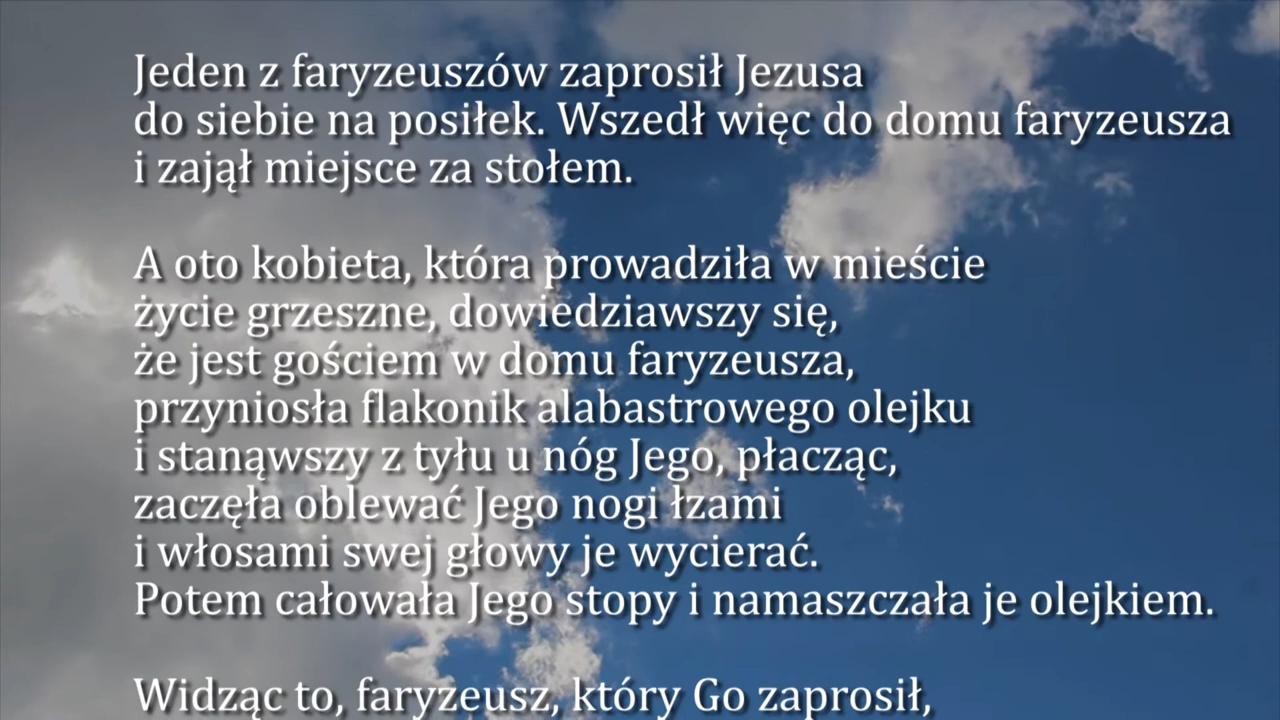 Jeden z faryzeuszów zaprosił Jezusa
do siebie na posiłek. Wszedł więc do domu faryzeusza
i zajął miejsce za stołem.
A oto kobieta, która prowadziła w mieście
życie grzeszne, dowiedziawszy się,
że jest gościem w domu faryzeusza,
przyniosła flakonik alabastrowego olejku
i stanąwszy z tyłu u nóg Jego, płacząc,
zaczęła oblewać Jego nogi łzami
i włosami swej głowy je wycierać.
Potem całowała Jego stopy i namaszczała je olejkiem.
Widząc to, faryzeusz, który Go zaprosił,